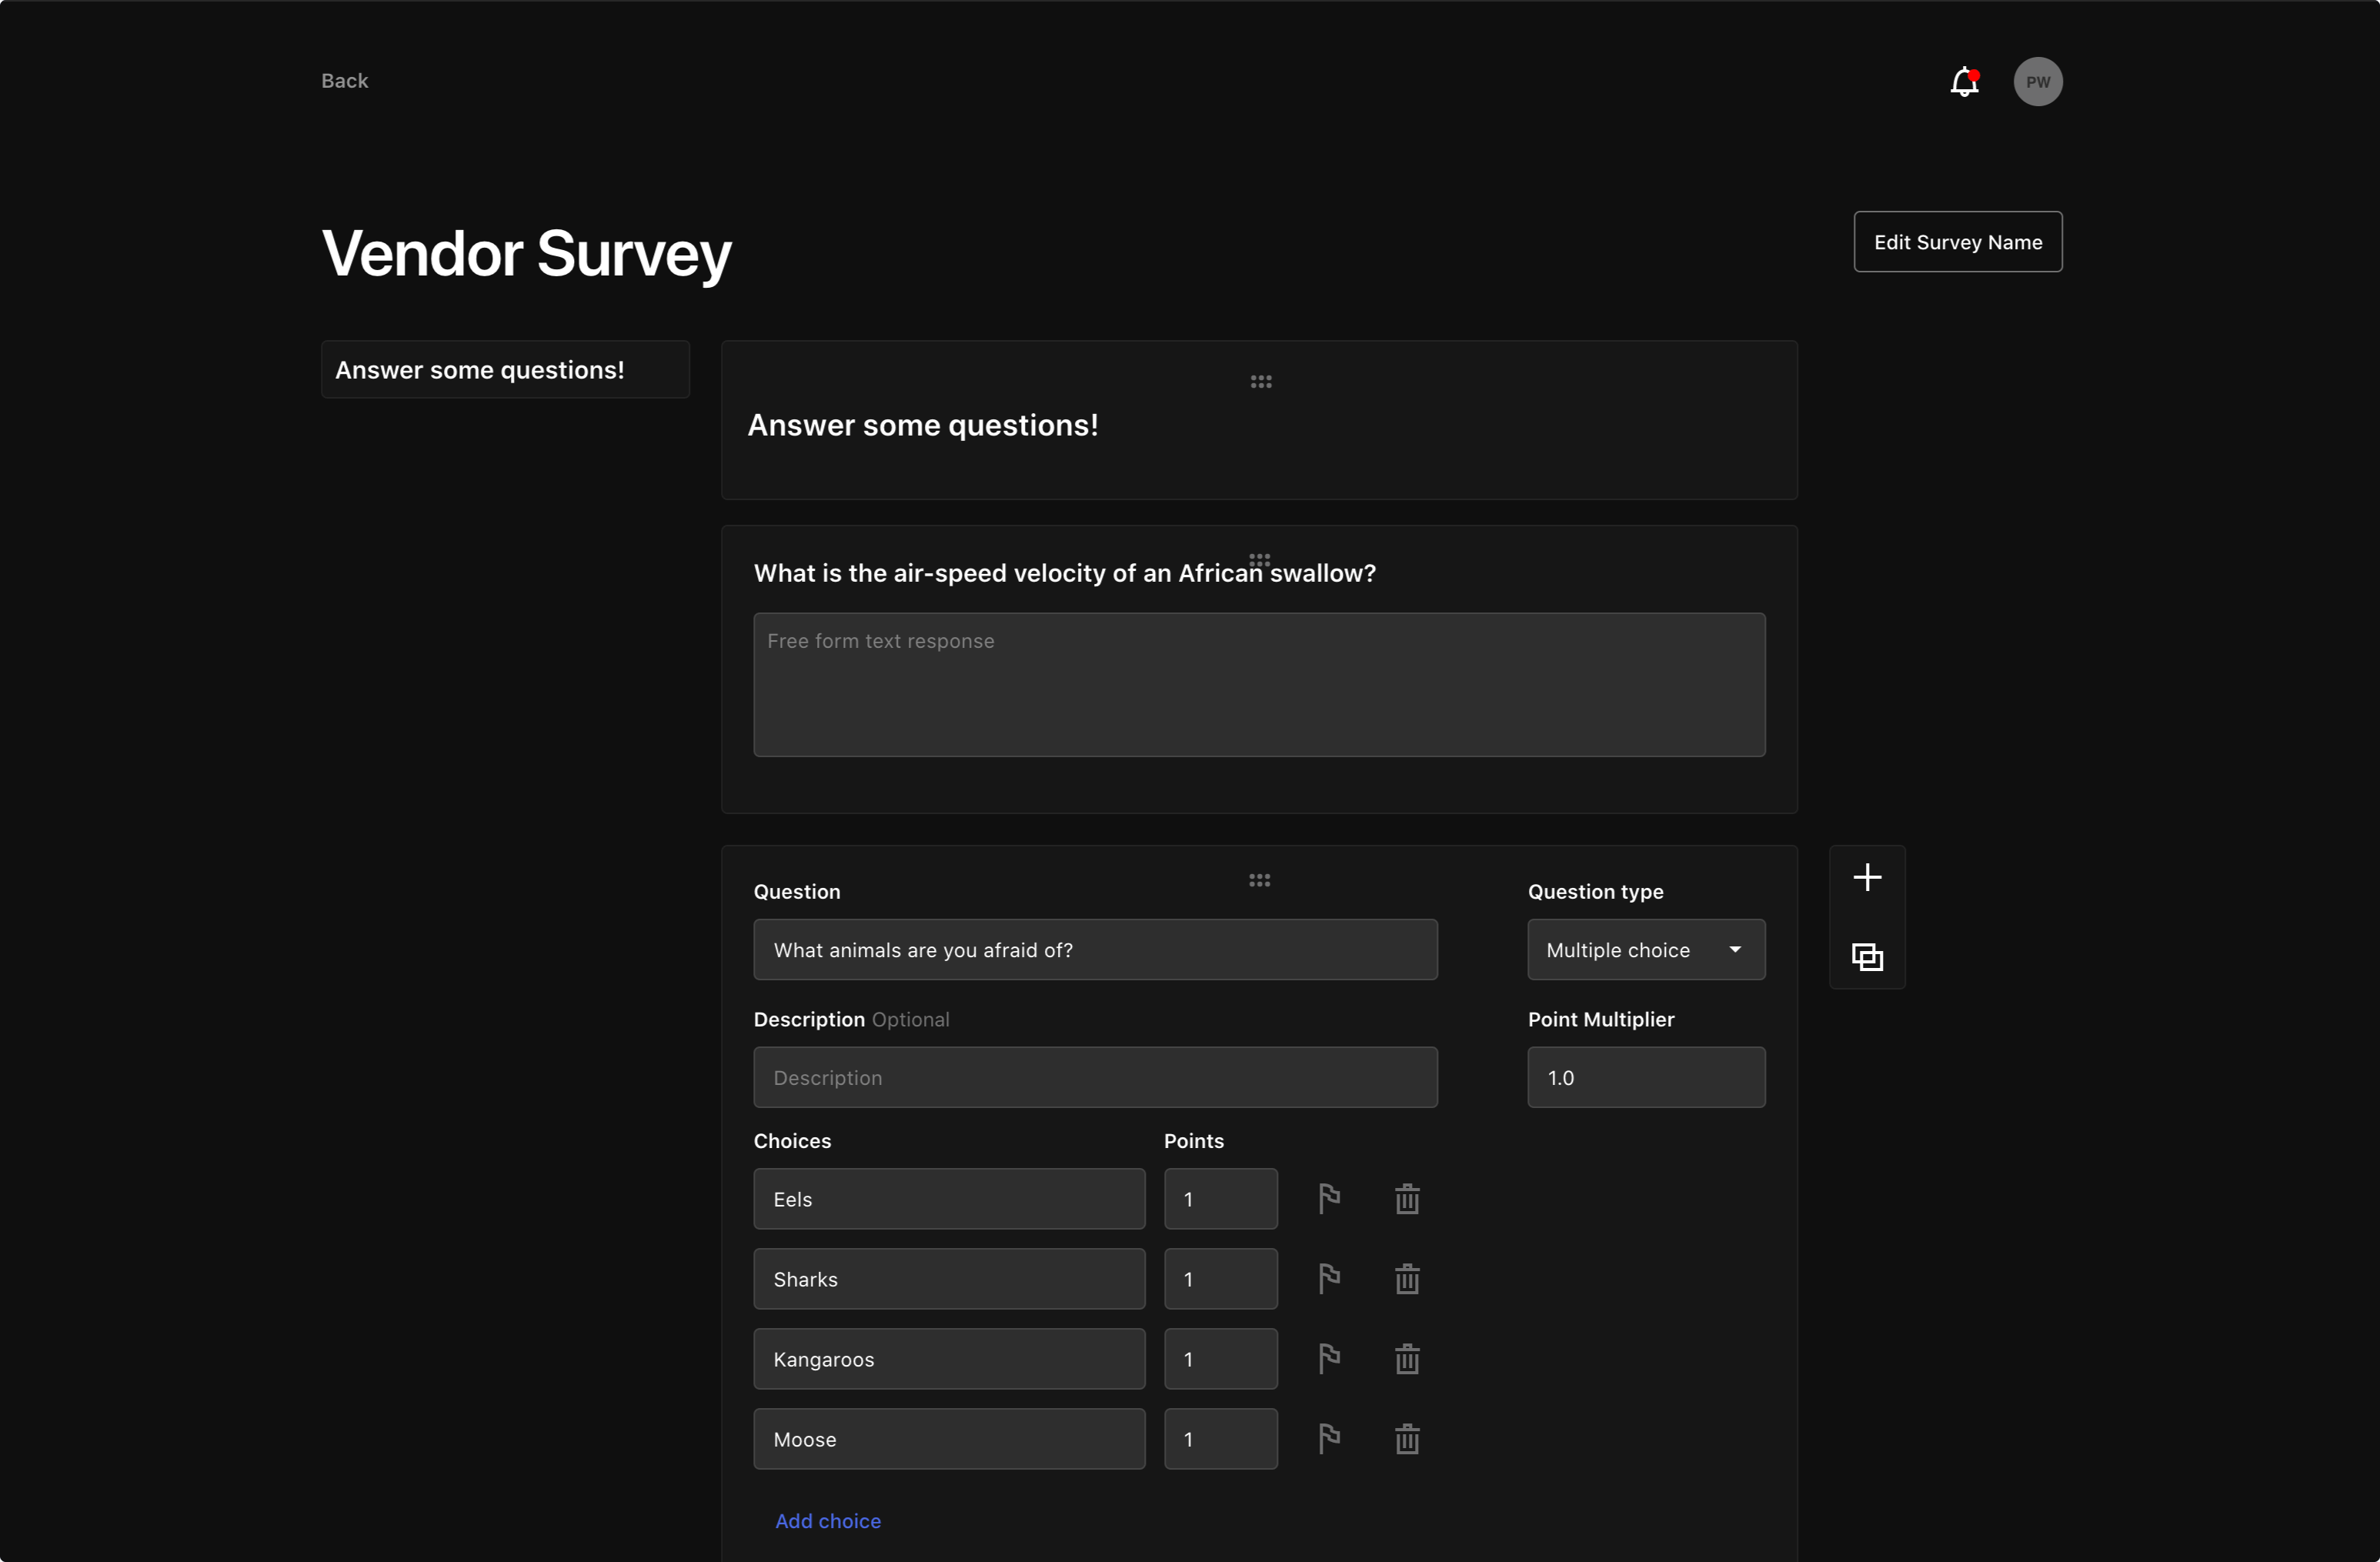 Back
PW
Vendor Survey
Edit Survey Name
Answer some questions!
Answer some questions!
What is the air-speed velocity of an African swallow?
Free form text response
Question
Question type
What animals are you afraid of?
Multiple choice
Description Optional
Point Multiplier
Description
1.0
Choices
Points
Eels
1
Sharks
1
Kangaroos
1
Moose
1
Add choice